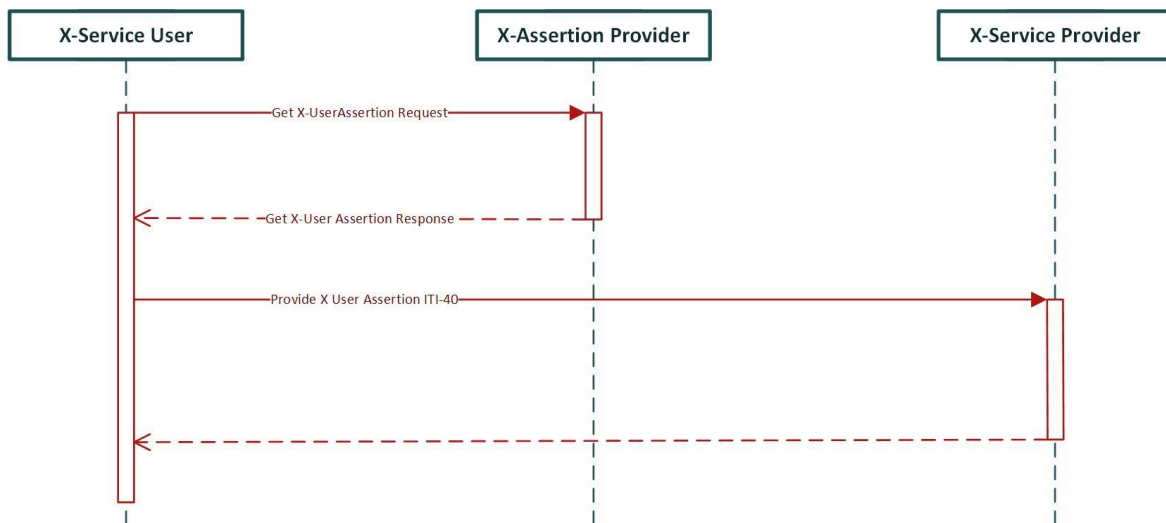 X-Service User
X-Assertion Provider
X-Service Provider
Get X-UserAssertion Request
Get X-User Assertion Response
Provide X User Assertion ITI-40